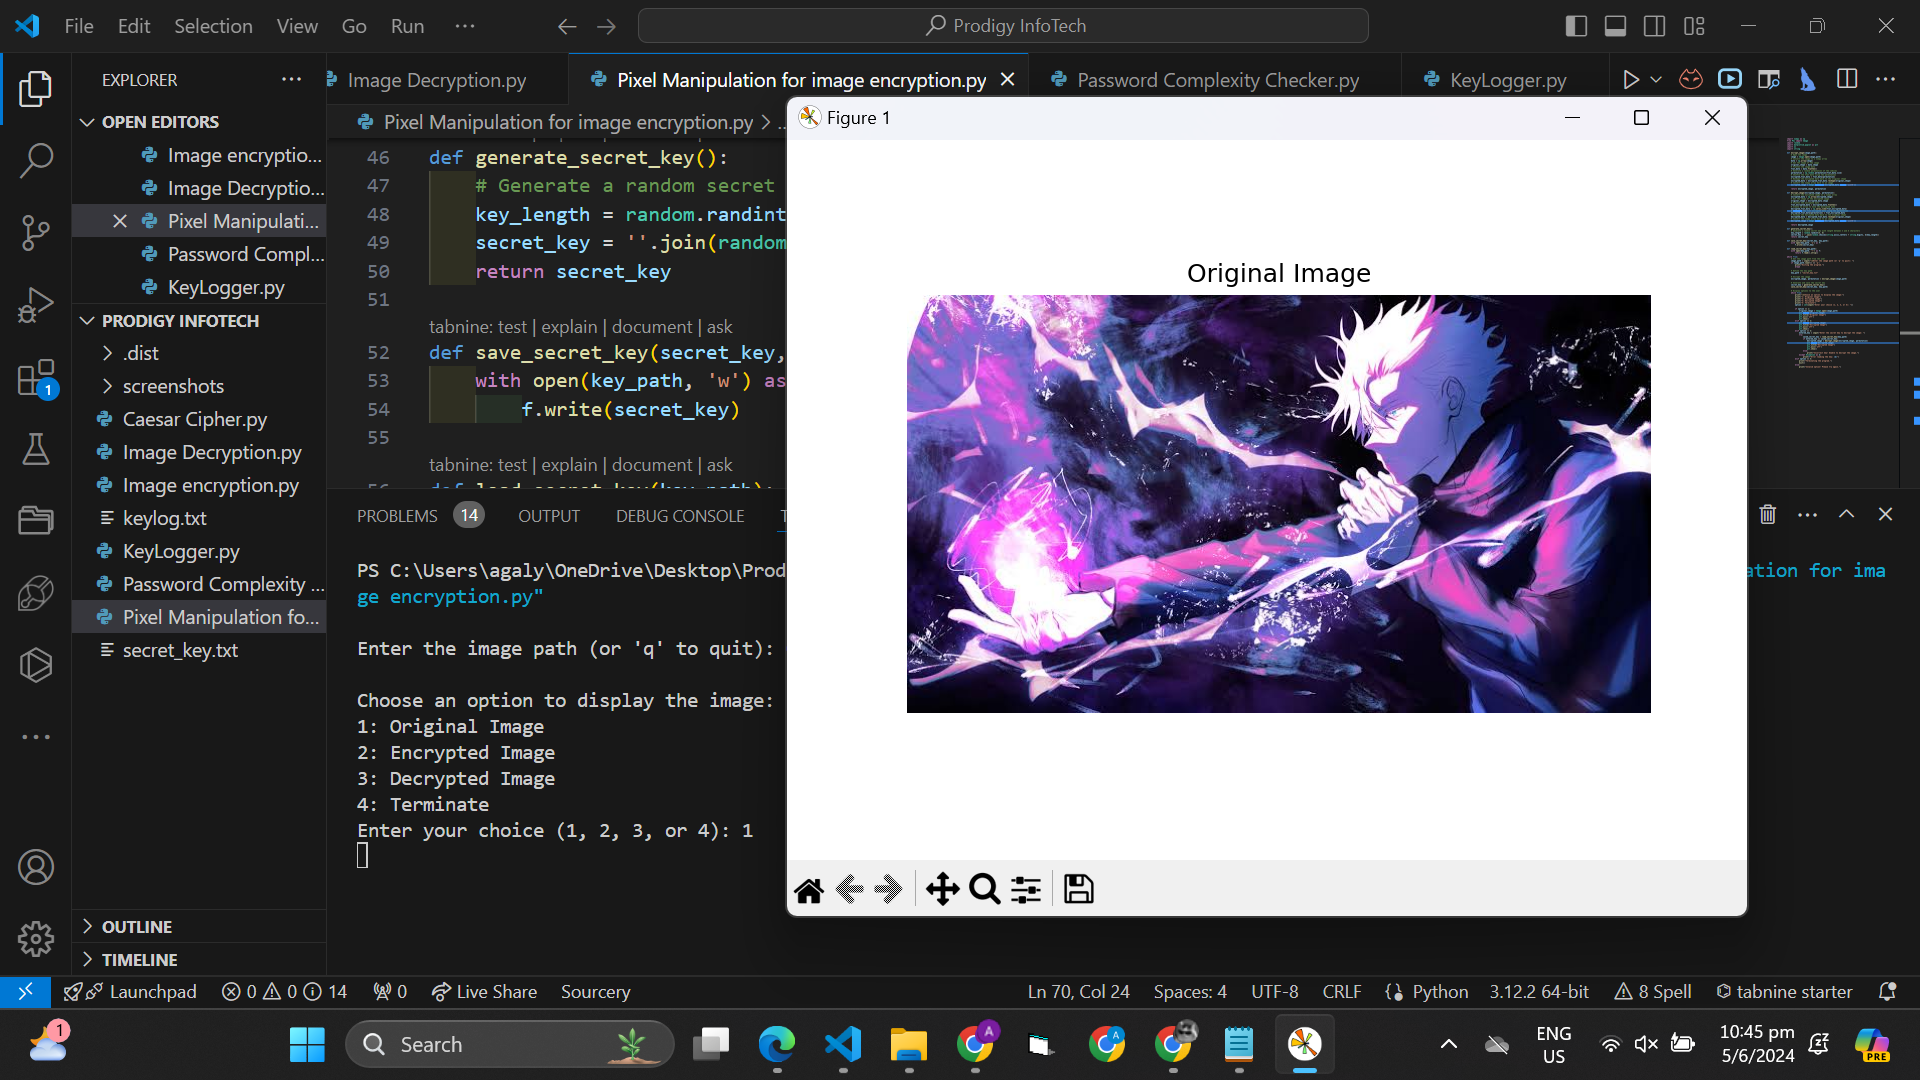 File Edit Selection View Go Run ··· Prodigy InfoTech
EXPLORER ···
Image Decryption.py
Pixel Manipulation for image encryption.py
Password Complexity Checker.py
KeyLogger.py
OPEN EDITORS
Image encryptio...
Image Decryptio...
Pixel Manipulati...
Password Compl...
KeyLogger.py
PRODIGY INFOTECH
.dist
screenshots
Caesar Cipher.py
Image Decryption.py
Image encryption.py
keylog.txt
KeyLogger.py
Password Complexity ...
Pixel Manipulation fo...
secret_key.txt
OUTLINE
TIMELINE
1
Pixel Manipulation for image encryption.py > ..
46 def generate_secret_key():
47 # Generate a random secret
48 key_length = random.randint
49 secret_key = ''.join(random
50 return secret_key
51
tabnine: test | explain | document | ask
52 def save_secret_key(secret_key,
53 with open(key_path, 'w') as
54 f.write(secret_key)
55
tabnine: test | explain | document | ask
PROBLEMS 14 OUTPUT DEBUG CONSOLE
PS C:\Users\agaly\OneDrive\Desktop\Prod
ation for ima
ge encryption.py"
Enter the image path (or 'q' to quit):
Choose an option to display the image:
1: Original Image
2: Encrypted Image
3: Decrypted Image
4: Terminate
Enter your choice (1, 2, 3, or 4): 1
Figure 1
Original Image
Launchpad 0 0 14 0 Live Share Sourcery Ln 70, Col 24 Spaces: 4 UTF-8 CRLF Python 3.12.2 64-bit 8 Spell tabnine starter
1 Search A A ENG 10:45 pm
US 5/6/2024 PRE